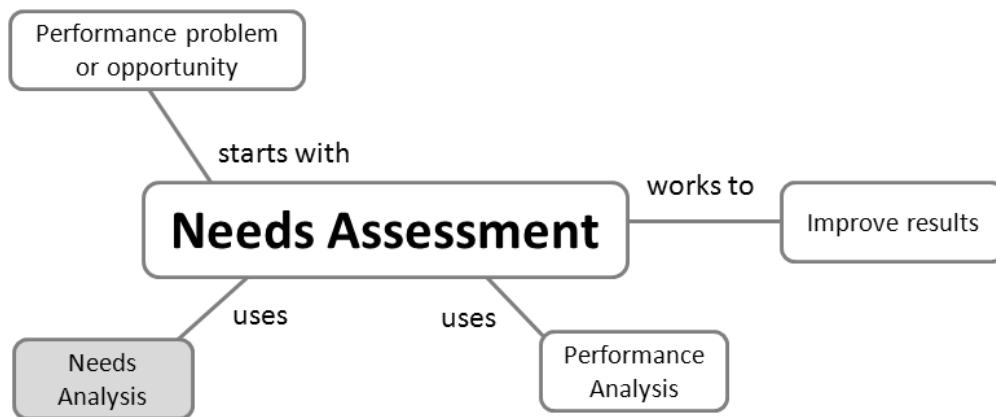 Performance problem
or opportunity
starts with
works to
Needs Assessment
Improve results
uses
uses
Needs
Analysis
Performance
Analysis